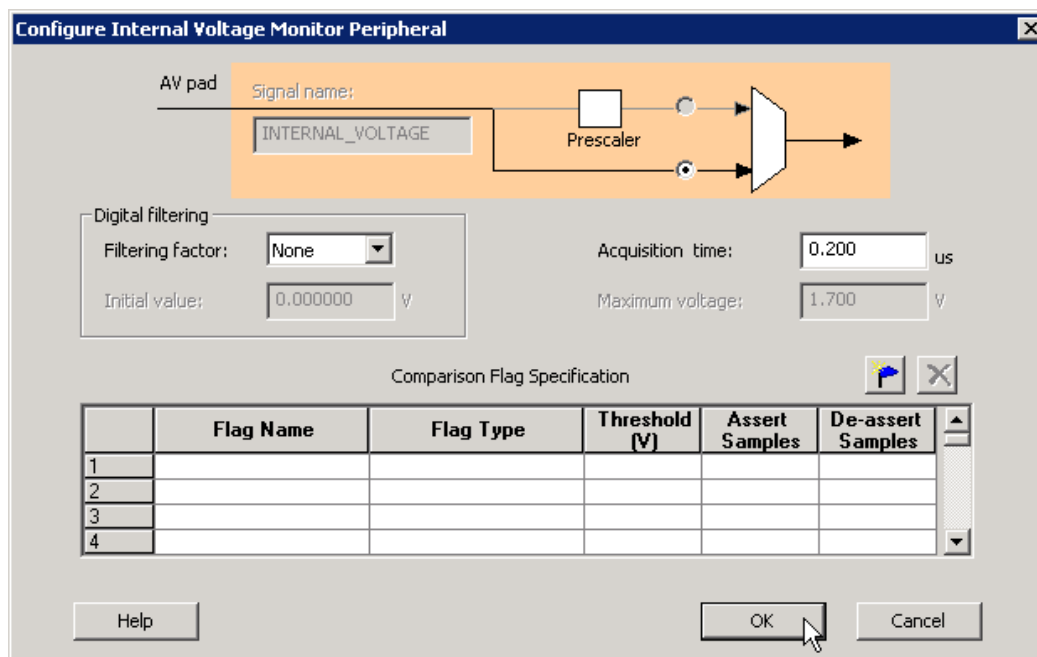 Configure Internal Voltage Monitor Peripheral
AV pad
Signal name:
INTERNAL_VOLTAGE
Prescaler
Digital filtering
Filtering factor: None
Initial value: 0.000000 V
Acquisition time: 0.200 us
Maximum voltage: 1.700 V
Comparison Flag Specification
Flag Name Flag Type Threshold (V) Assert Samples De-assert Samples
1
2
3
4
Help OK Cancel